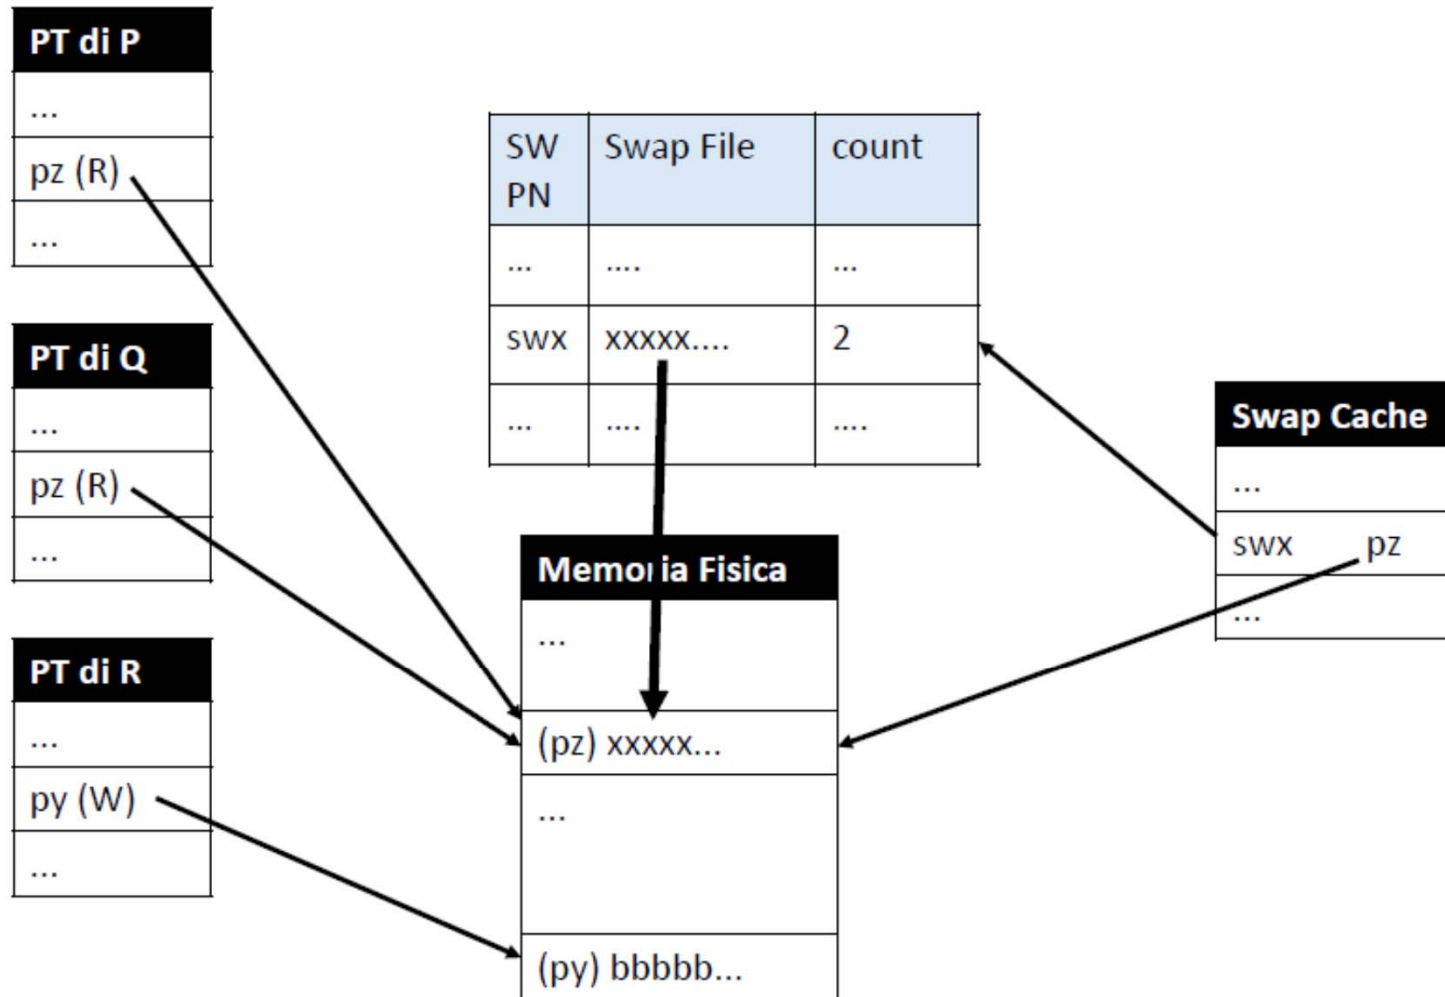 PT di P
...
pz (R)
...
PT di Q
...
pz (R)
...
PT di R
...
py (W)
...
SW PN Swap File count
... .... ...
swx xxxxx.... 2
... .... ....
Memoria Fisica
...
(pz) xxxxx...
...
(py) bbbbb...
Swap Cache
...
swx pz
...